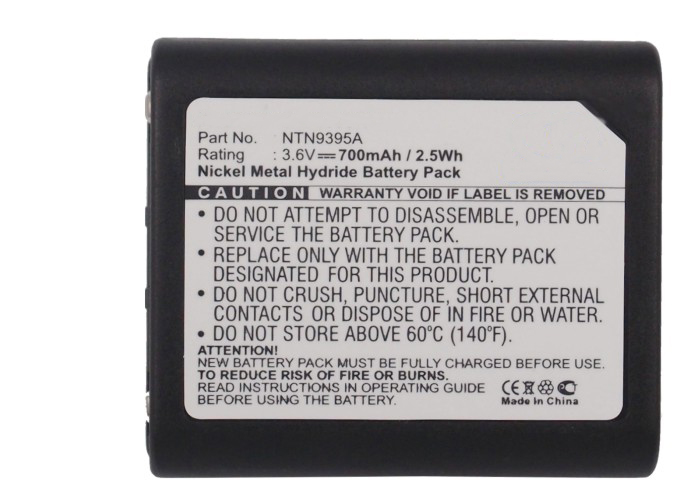 Part No. NTN9395A
Rating : 3.6V⎓700mAh / 2.5Wh
Nickel Metal Hydride Battery Pack
CAUTION WARRANTY VOID IF LABEL IS REMOVED
• DO NOT ATTEMPT TO DISASSEMBLE, OPEN OR
SERVICE THE BATTERY PACK.
• REPLACE ONLY WITH THE BATTERY PACK
DESIGNATED FOR THIS PRODUCT.
• DO NOT CRUSH, PUNCTURE, SHORT EXTERNAL
CONTACTS OR DISPOSE OF IN FIRE OR WATER.
• DO NOT STORE ABOVE 60°C (140°F).
ATTENTION!
NEW BATTERY PACK MUST BE FULLY CHARGED BEFORE USE.
TO REDUCE RISK OF FIRE OR BURNS.
READ INSTRUCTIONS IN OPERATING GUIDE
BEFORE USING THE BATTERY.
CE
Made in China